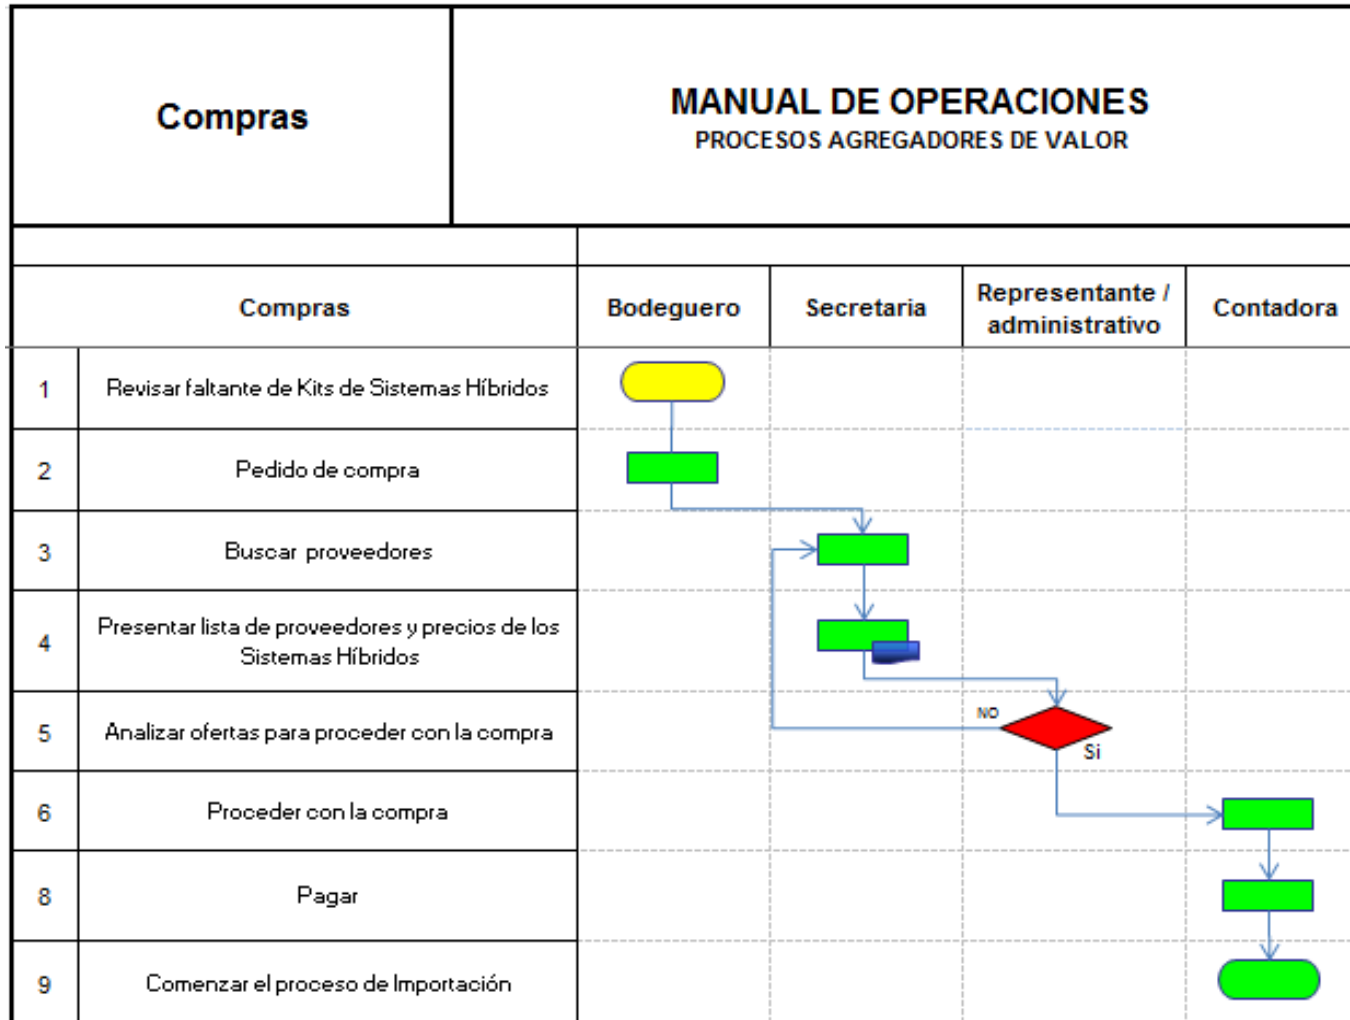 Compras
MANUAL DE OPERACIONES
PROCESOS AGREGADORES DE VALOR
Compras
Bodeguero
Secretaria
Representante /
administrativo
Contadora
1
Revisar faltante de Kits de Sistemas Híbridos
2
Pedido de compra
3
Buscar proveedores
4
Presentar lista de proveedores y precios de los
Sistemas Híbridos
5
Analizar ofertas para proceder con la compra
NO
Si
6
Proceder con la compra
8
Pagar
9
Comenzar el proceso de Importación